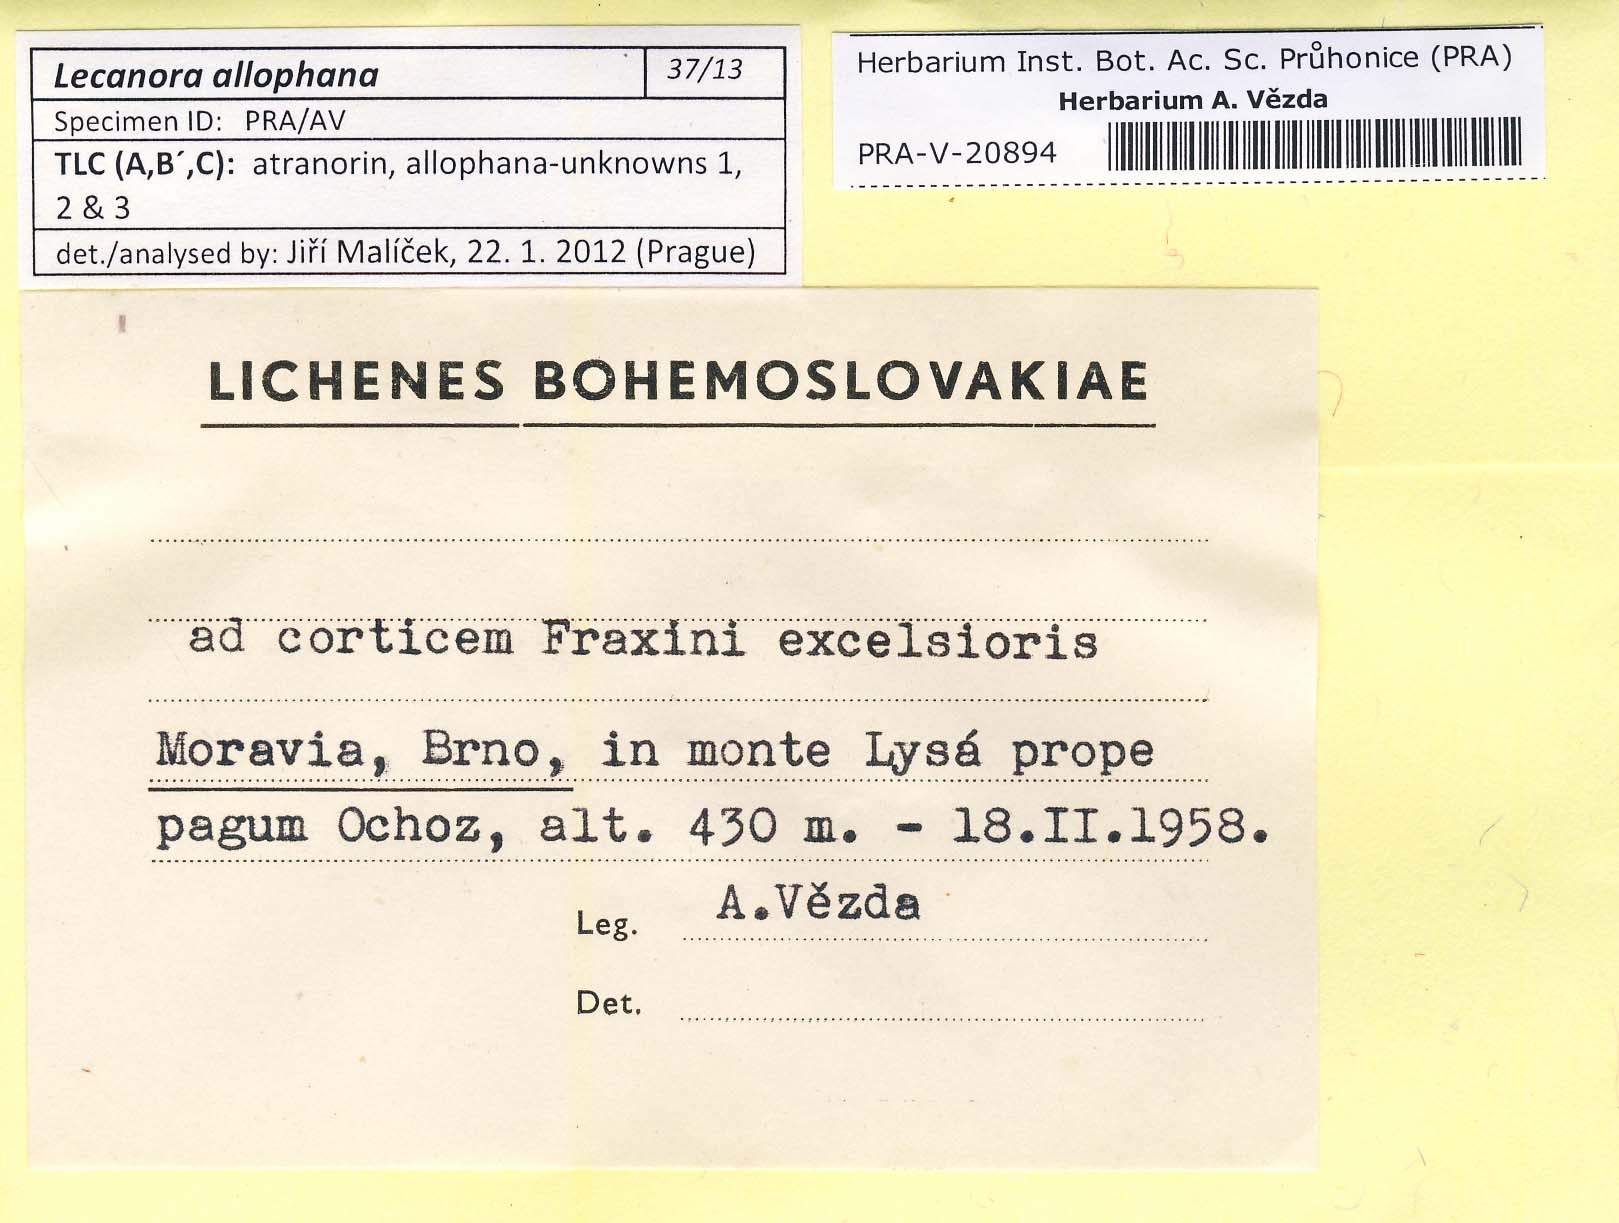 Lecanora allophana
37/13
Specimen ID: PRA/AV
TLC (A,B´,C): atranorin, allophana-unknowns 1,
2 & 3
det./analysed by: Jiří Malíček, 22. 1. 2012 (Prague)
Herbarium Inst. Bot. Ac. Sc. Průhonice (PRA)
Herbarium A. Vězda
PRA-V-20894
LICHENES BOHEMOSLOVAKIAE
ad corticem Fraxini excelsioris
Moravia, Brno, in monte Lysá prope
pagum Ochoz, alt. 430 m. - 18.II.1958.
Leg. A.Vězda
Det.